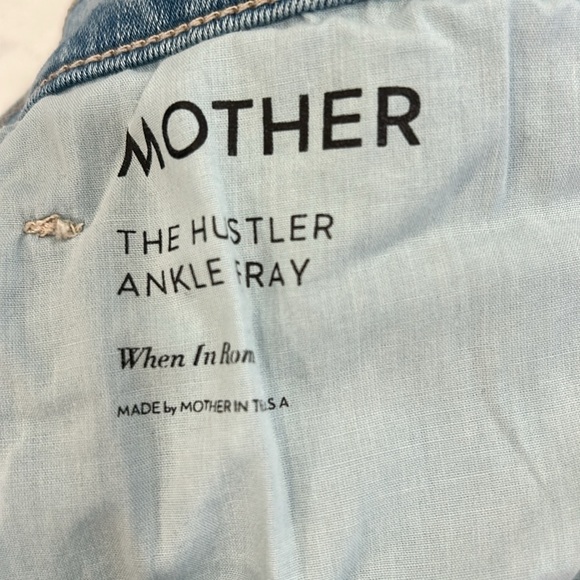 MOTHER
THE HUSTLER
ANKLE FRAY
When In Rom
MADE by MOTHER IN T S A